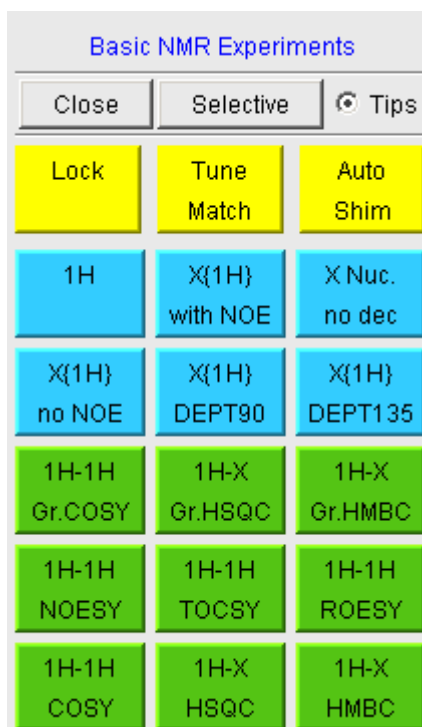 Basic NMR Experiments
Close Selective Tips
Lock Tune Match Auto Shim
1H X{1H} with NOE X Nuc. no dec
X{1H} no NOE X{1H} DEPT90 X{1H} DEPT135
1H-1H Gr.COSY 1H-X Gr.HSQC 1H-X Gr.HMBC
1H-1H NOESY 1H-1H TOCSY 1H-1H ROESY
1H-1H COSY 1H-X HSQC 1H-X HMBC